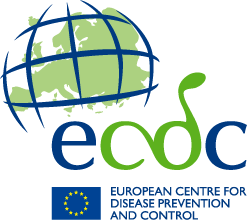 ecdc
EUROPEAN CENTRE FOR
DISEASE PREVENTION
AND CONTROL